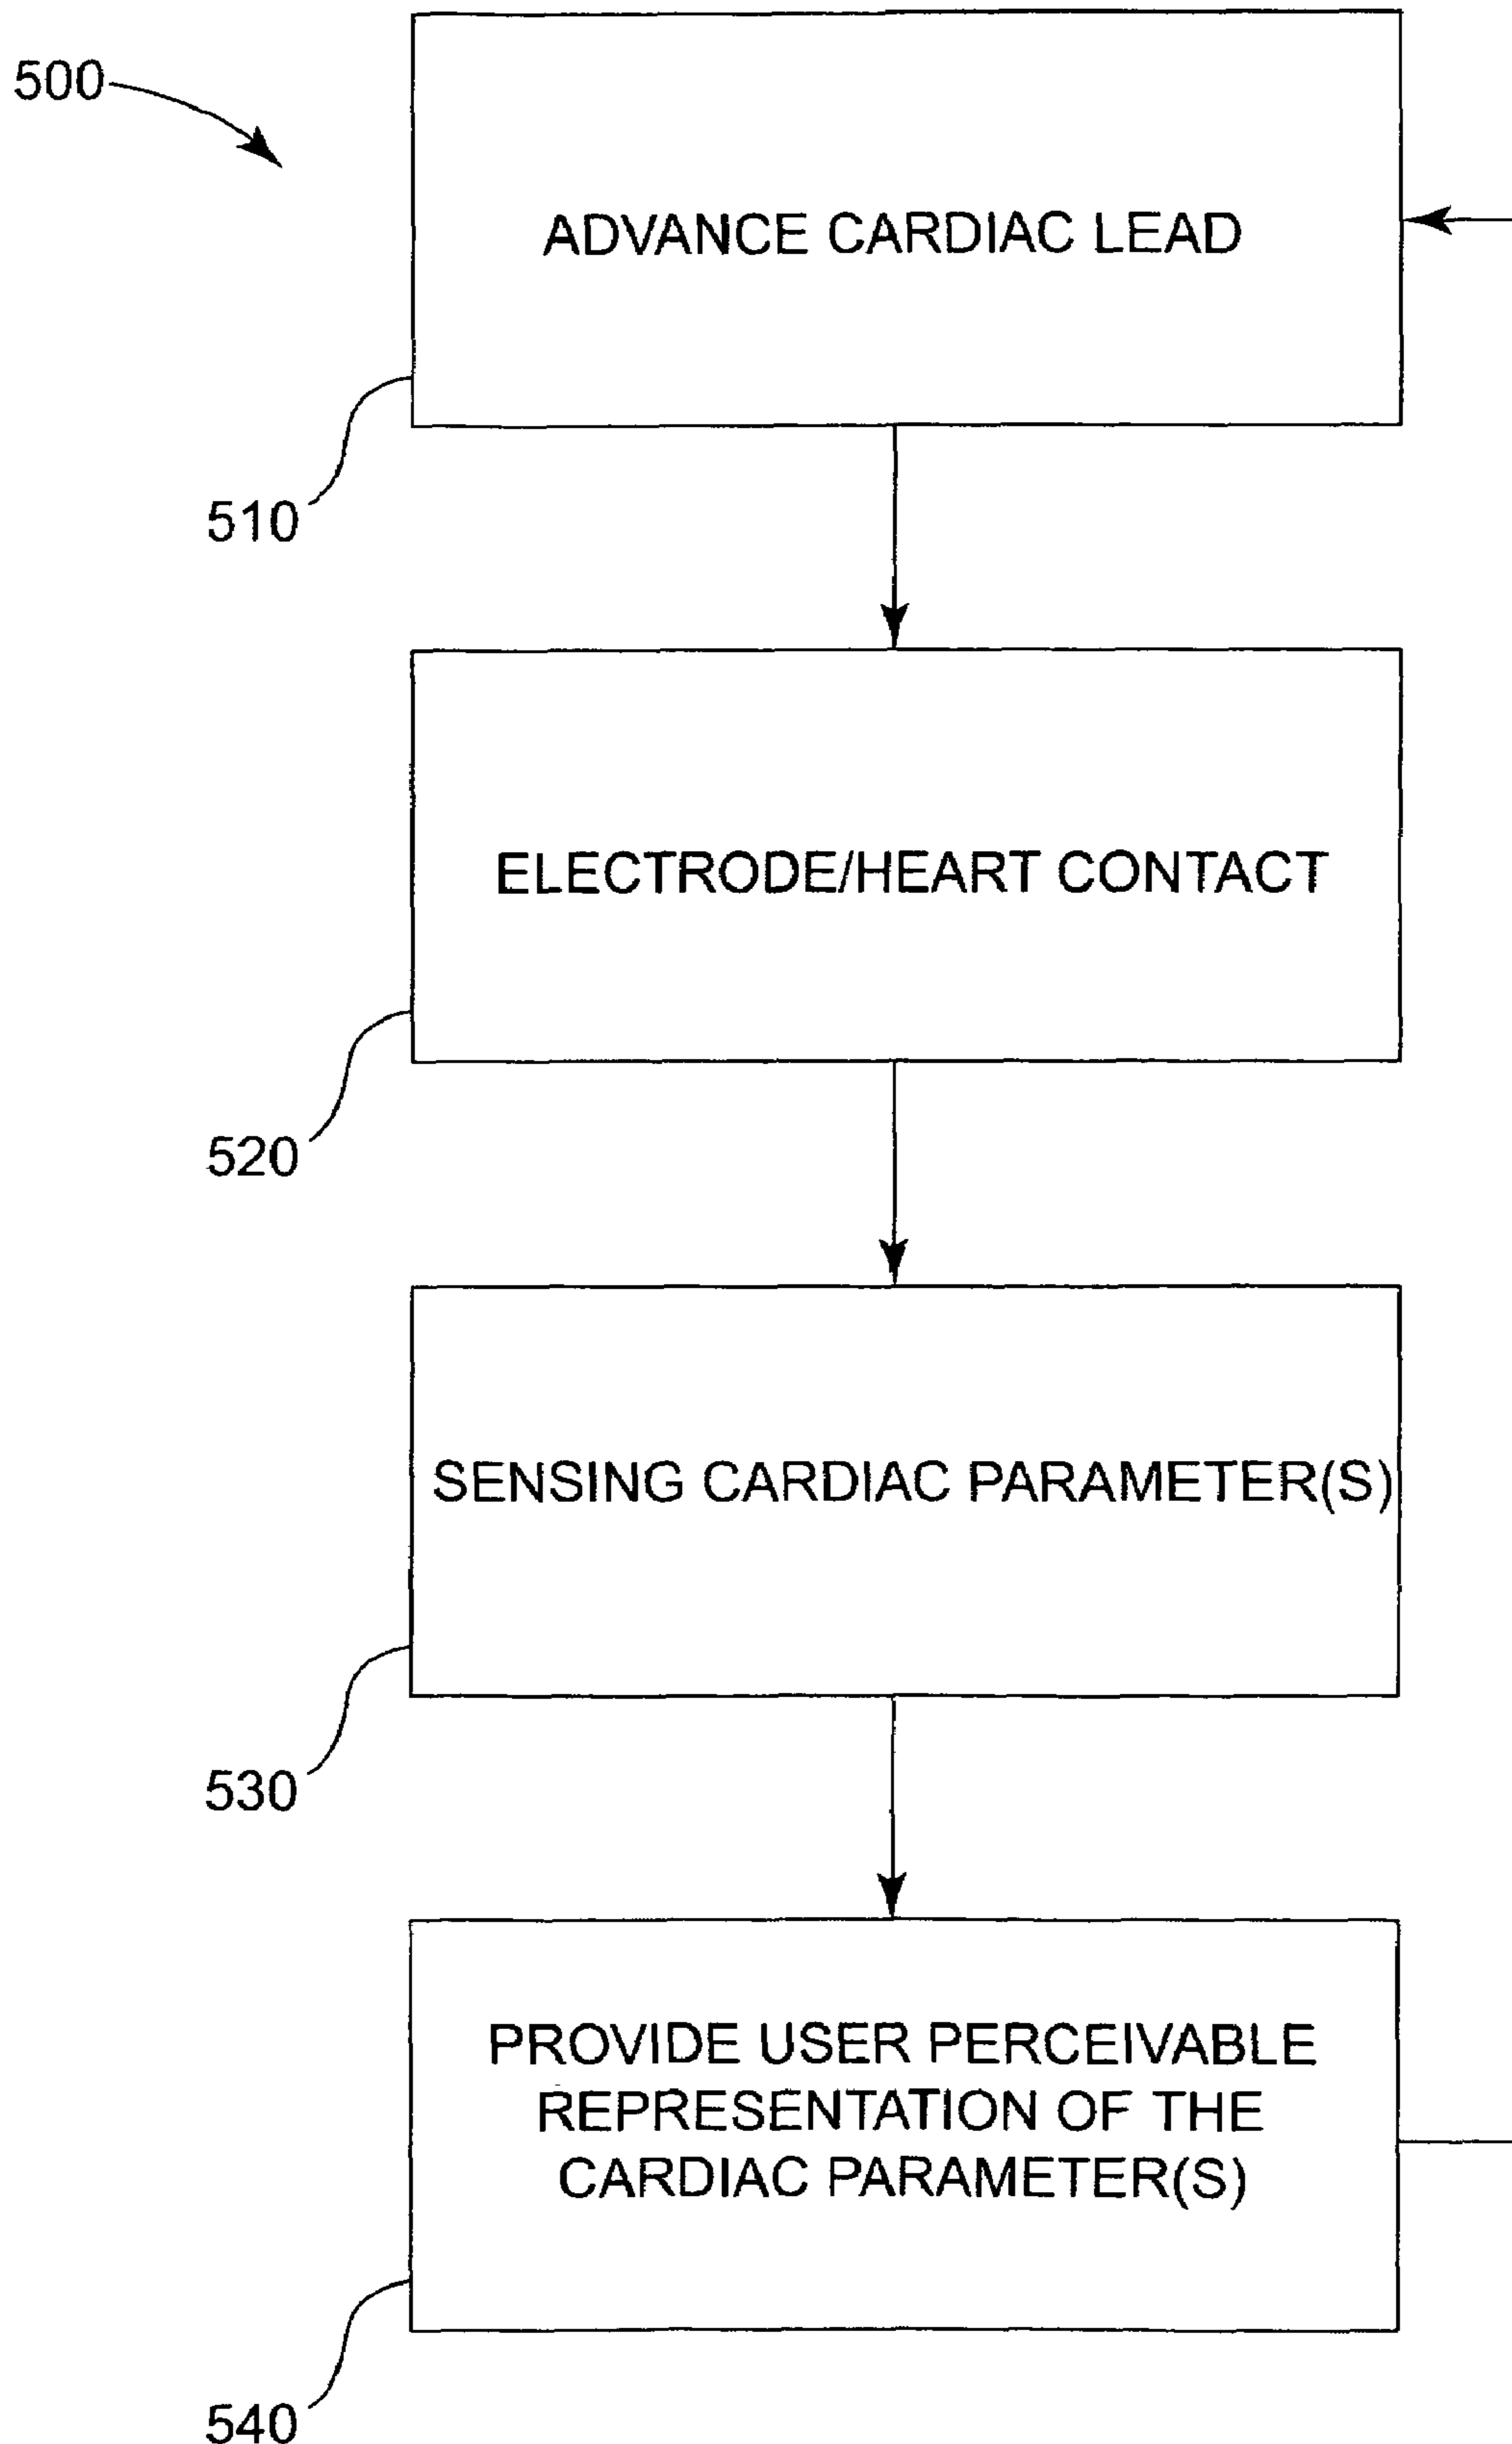 500
ADVANCE CARDIAC LEAD
510
ELECTRODE/HEART CONTACT
520
SENSING CARDIAC PARAMETER(S)
530
PROVIDE USER PERCEIVABLE
REPRESENTATION OF THE
CARDIAC PARAMETER(S)
540